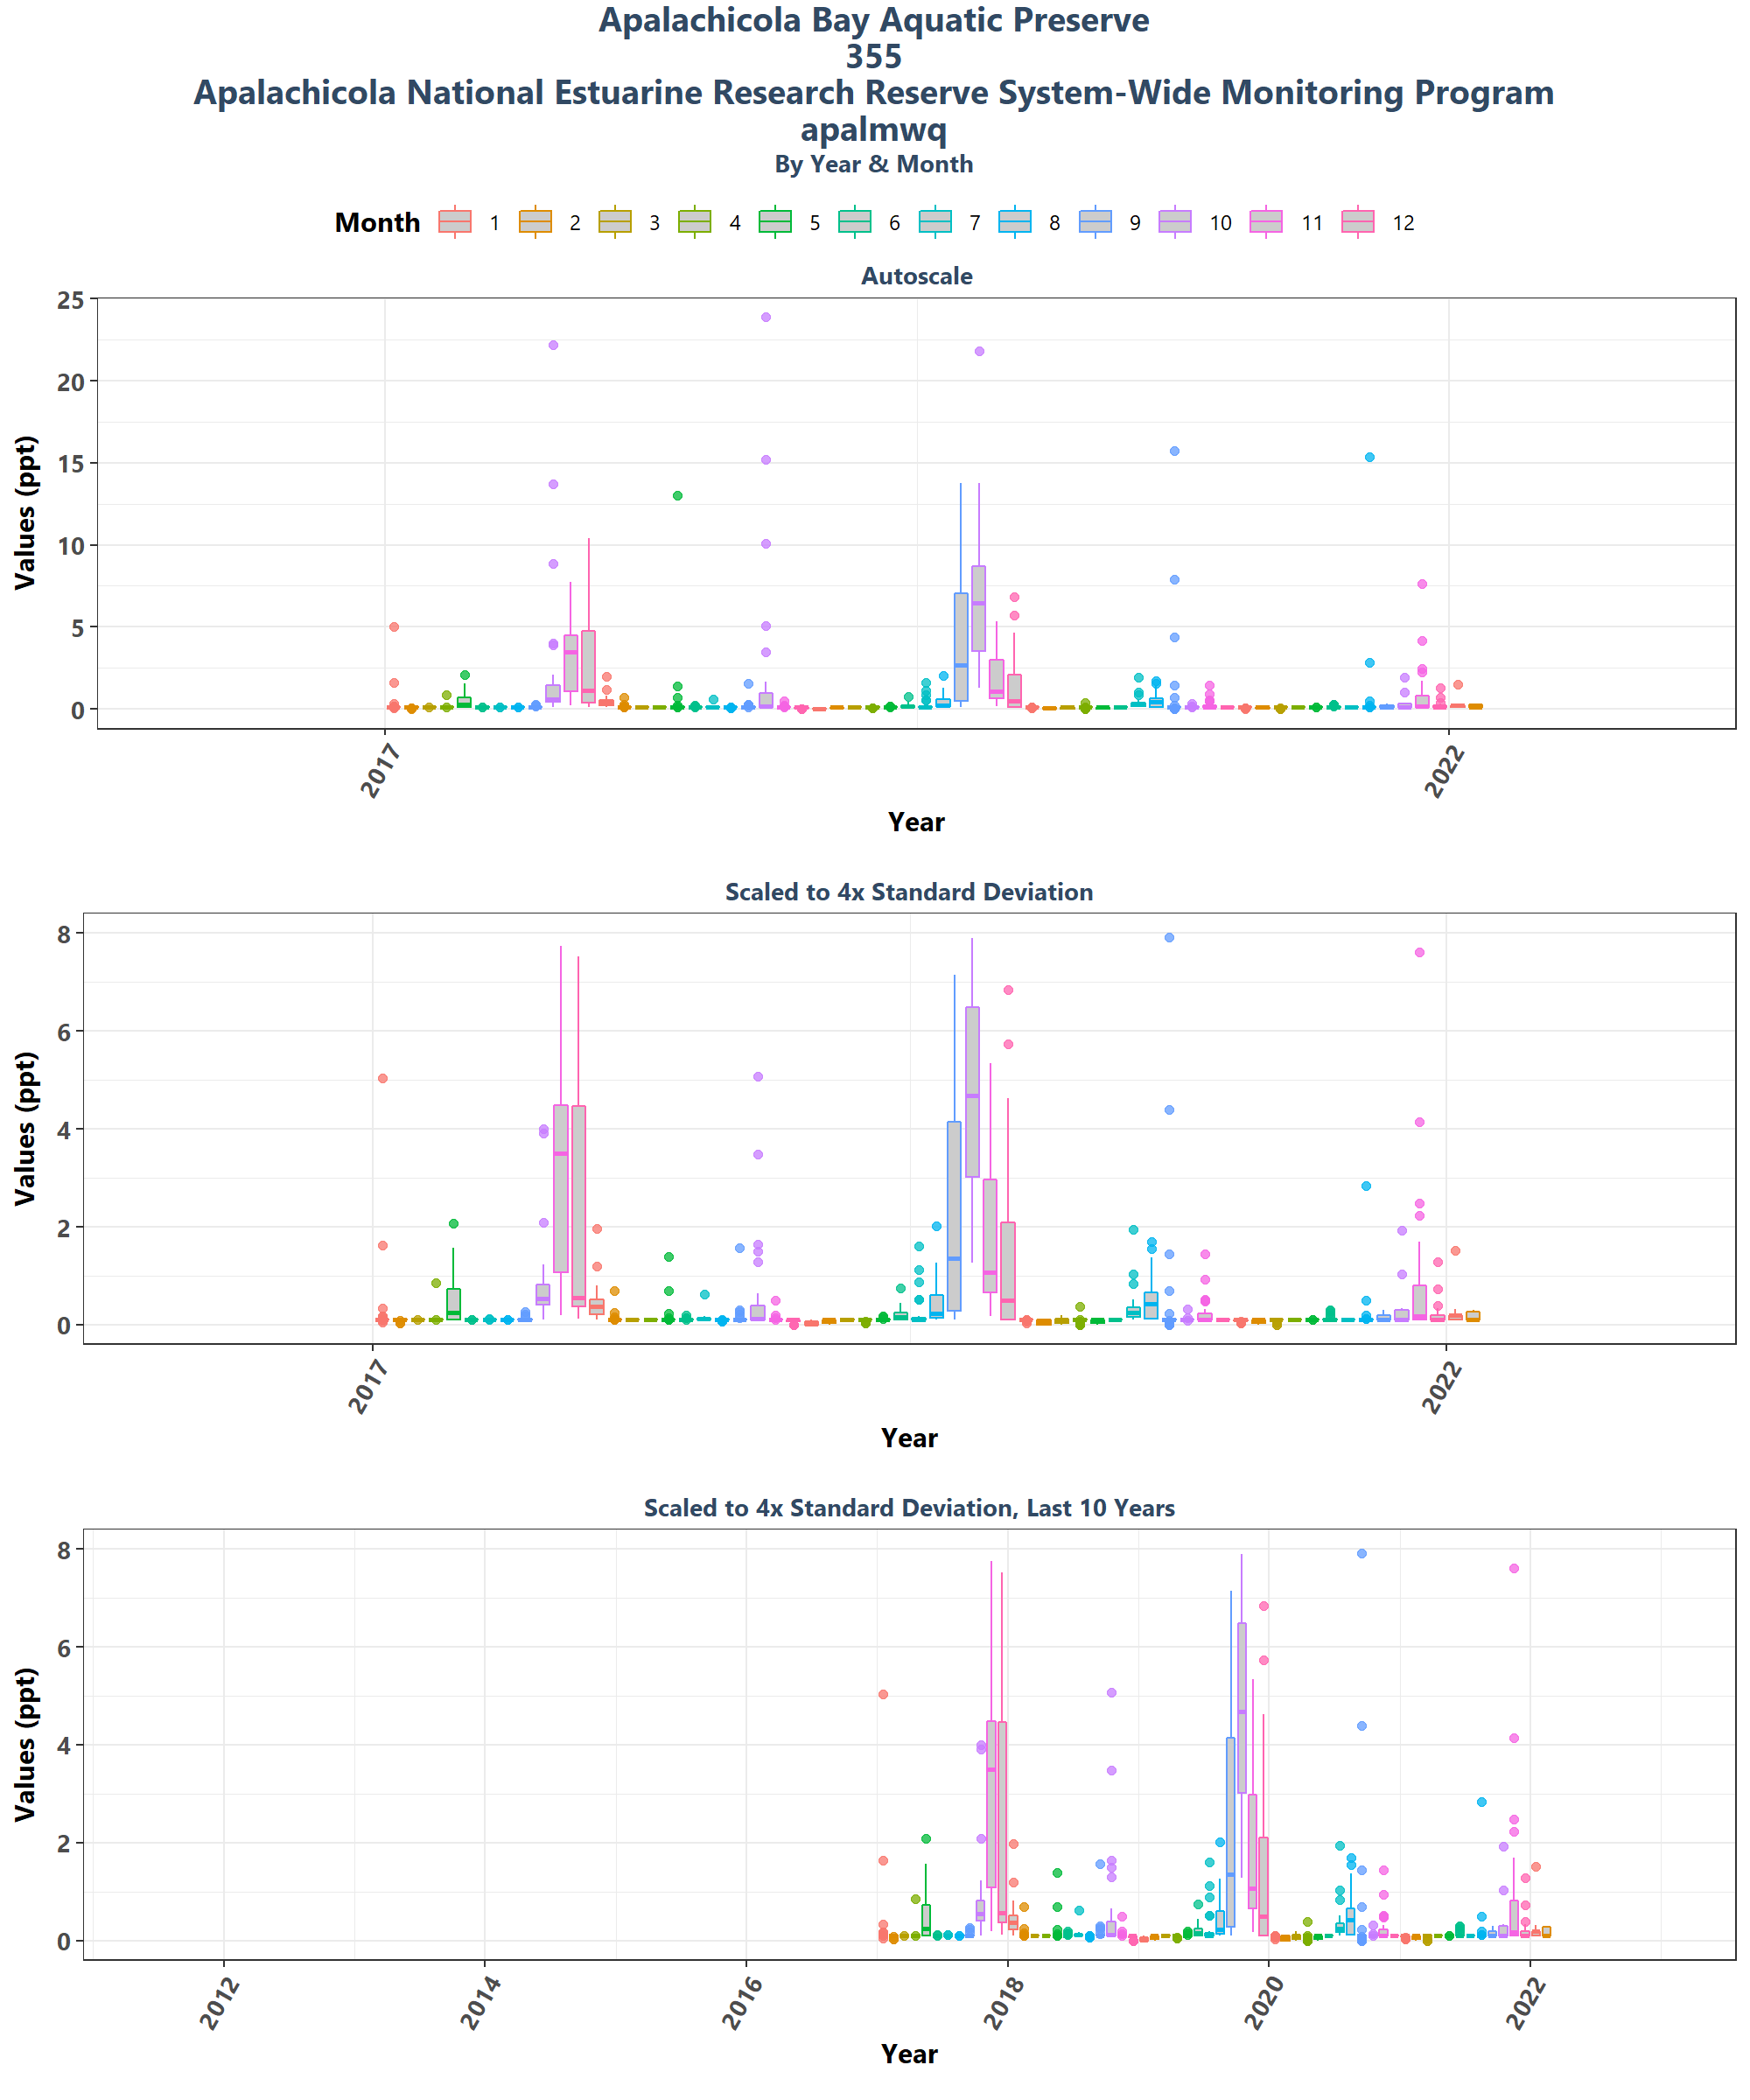 Apalachicola Bay Aquatic Preserve
355
Apalachicola National Estuarine Research Reserve System-Wide Monitoring Program
apalmwq
By Year & Month
Month 1 2 3 4 5 6 7 8 9 10 11 12
Autoscale
25
20
15
10
5
0
Values (ppt)
2017 2022
Year
Scaled to 4x Standard Deviation
8
6
4
2
0
Values (ppt)
2017 2022
Year
Scaled to 4x Standard Deviation, Last 10 Years
8
6
4
2
0
Values (ppt)
2012 2014 2016 2018 2020 2022
Year